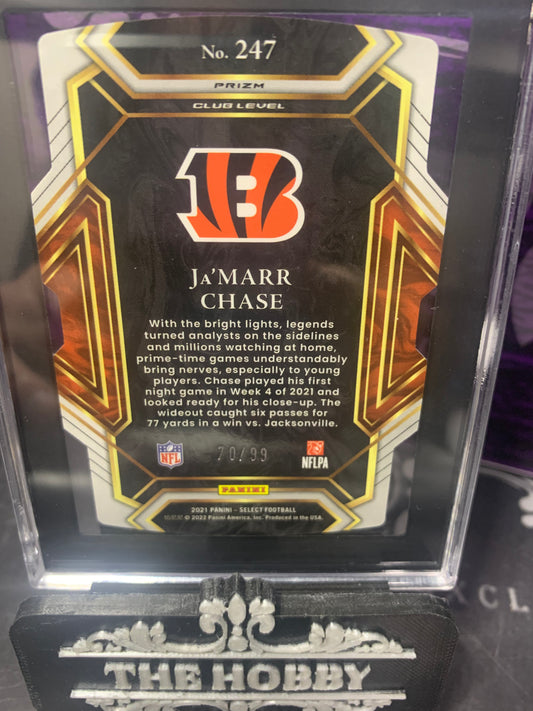 No. 247
PRIZM
CLUB LEVEL
B
JA'MARR
CHASE
With the bright lights, legends
turned analysts on the sidelines
and millions watching at home,
prime-time games understandably
bring nerves, especially to young
players. Chase played his first
night game in Week 4 of 2021 and
looked ready for his close-up. The
wideout caught six passes for
77 yards in a win vs. Jacksonville.
NFL
70/99
NFLPA
PANINI
2021 PANINI - SELECT FOOTBALL
© 2022 Panini America, Inc. Produced in the USA.
XCL
THE HOBBY